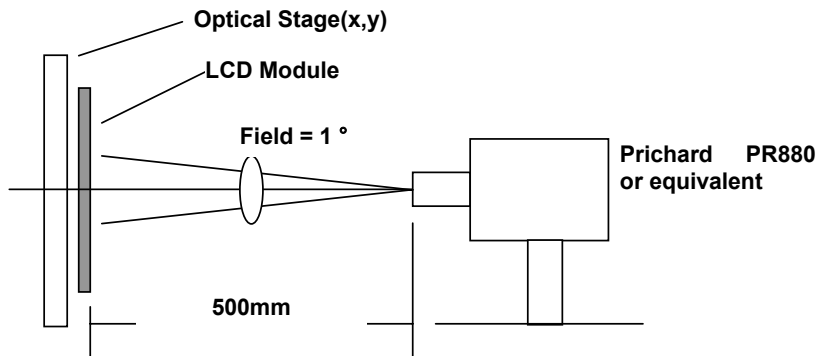 Optical Stage(x,y)
LCD Module
Field = 1 °
Prichard PR880
or equivalent
500mm